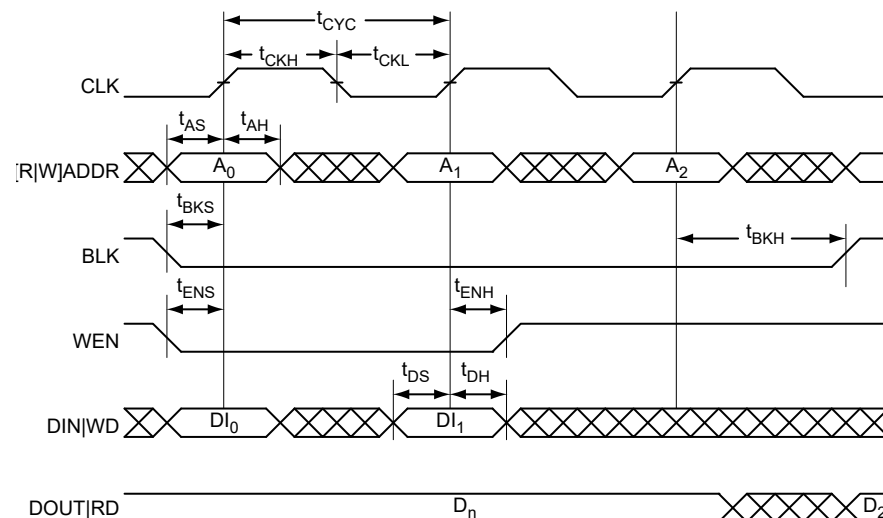 tCYC
tCKH tCKL
CLK
tAS tAH
[R|W]ADDR A0 A1 A2
tBKS
tBKH
BLK
tENS tENH
WEN
tDS tDH
DIN|WD DI0 DI1
DOUT|RD Dn D2